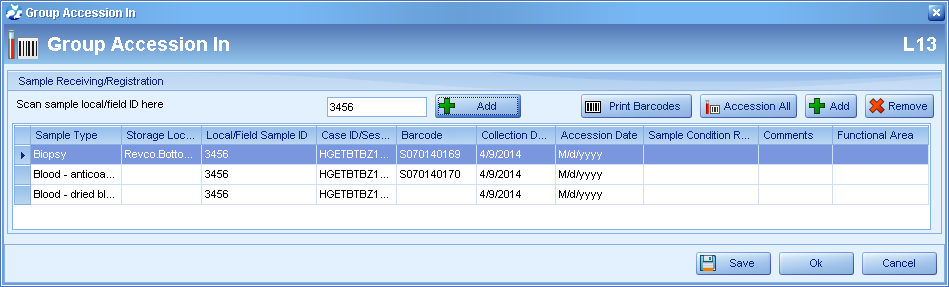 Group Accession In
Group Accession In L13
Sample Receiving/Registration
Scan sample local/field ID here 3456 Add Print Barcodes Accession All Add Remove
Sample Type Storage Loc... Local/Field Sample ID Case ID/Ses... Barcode Collection D... Accession Date Sample Condition R... Comments Functional Area
Biopsy Revco.Botto... 3456 HGETBTBZ1... S070140169 4/9/2014 M/d/yyyy
Blood - anticoa... 3456 HGETBTBZ1... S070140170 4/9/2014 M/d/yyyy
Blood - dried bl... 3456 HGETBTBZ1... 4/9/2014 M/d/yyyy
Save Ok Cancel